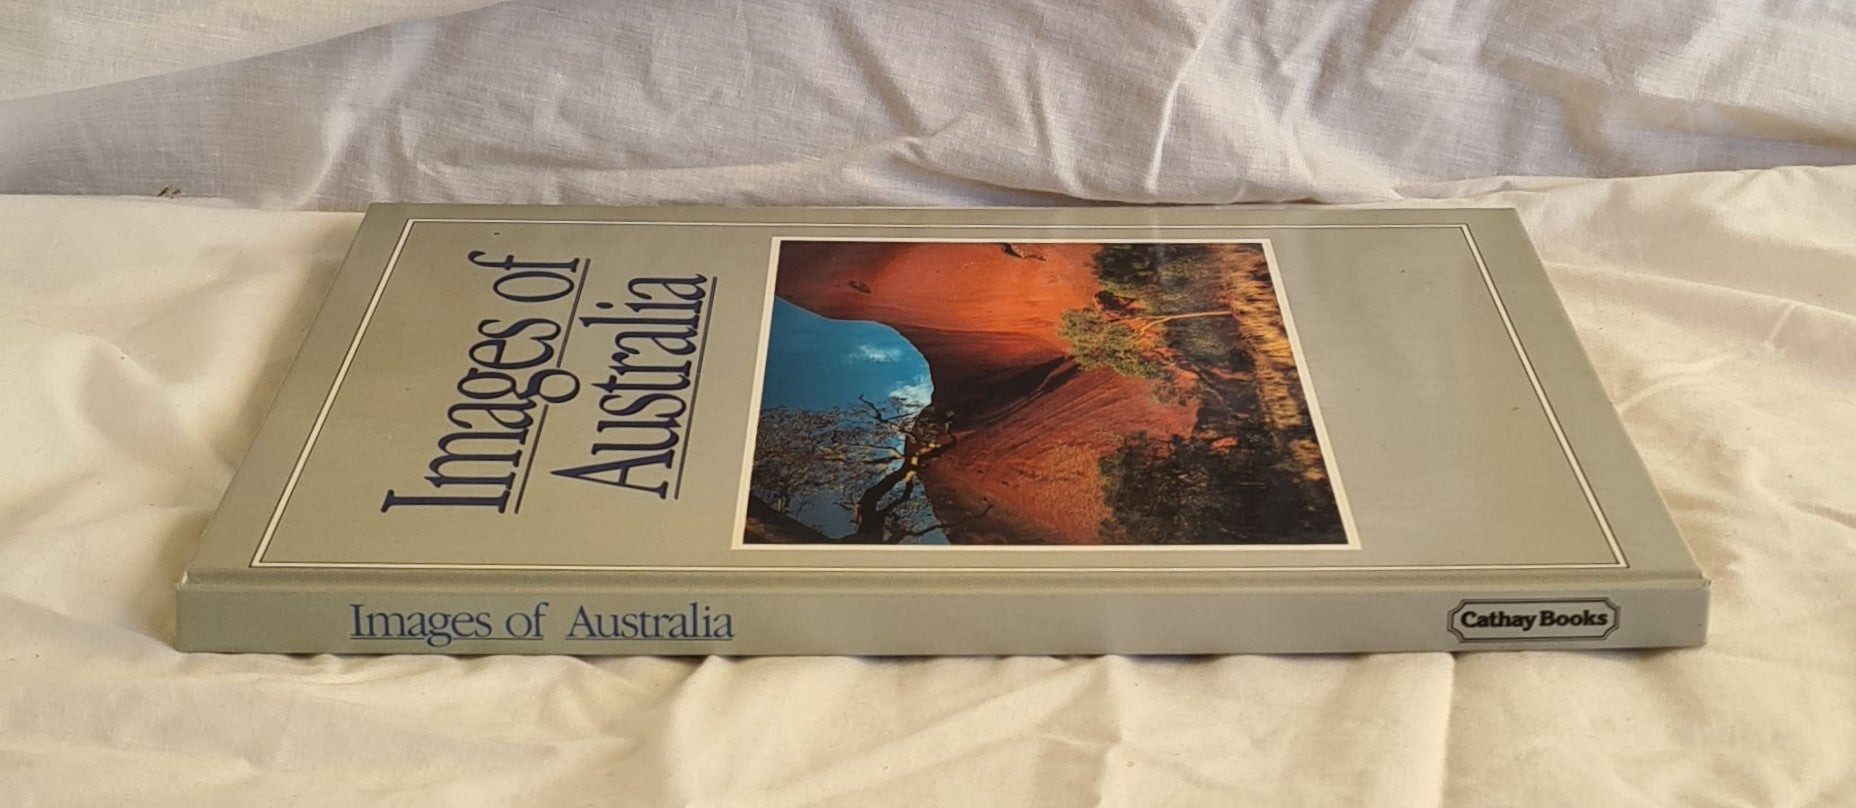 Images of
Australia
Images of Australia
Cathay Books